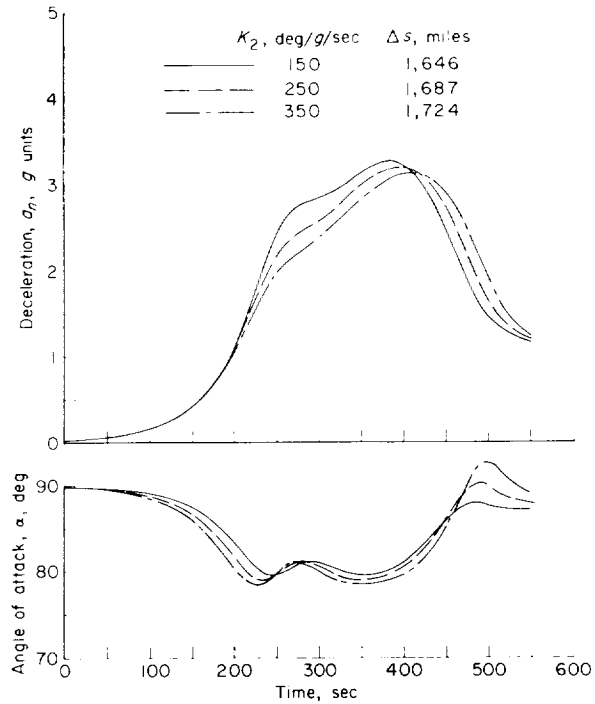 K2, deg/g/sec Δs, miles
150 1,646
250 1,687
350 1,724
Deceleration, an, g units
5
4
3
2
1
0
Angle of attack, α, deg
90
80
70
0 100 200 300 400 500 600
Time, sec